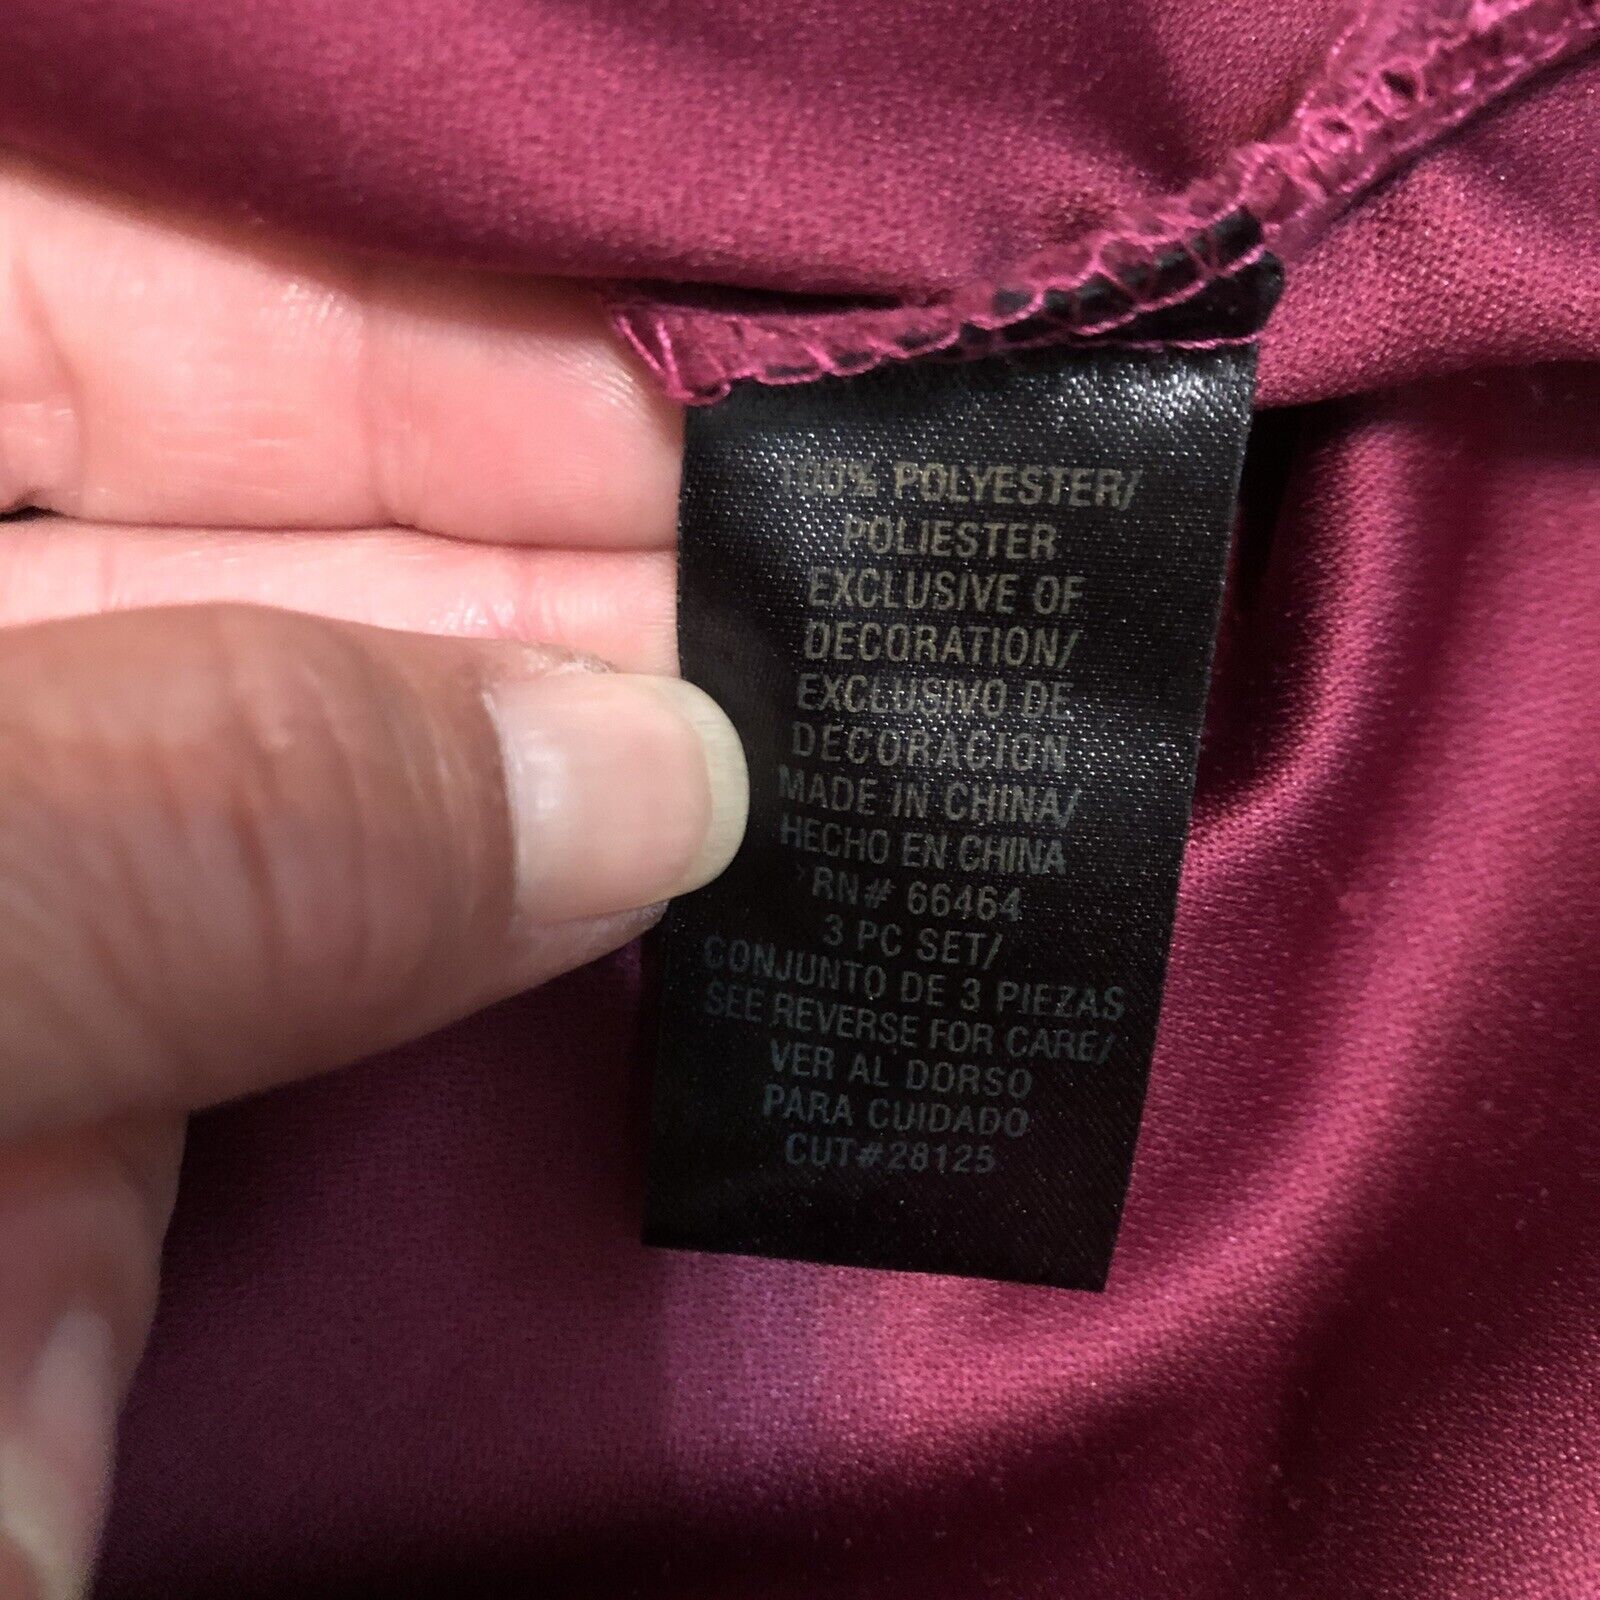 100% POLYESTER/
POLIESTER
EXCLUSIVE OF
DECORATION/
EXCLUSIVO DE
DECORACION
MADE IN CHINA/
HECHO EN CHINA
RN# 66464
3 PC SET/
CONJUNTO DE 3 PIEZAS
SEE REVERSE FOR CARE/
VER AL DORSO
PARA CUIDADO
CUT#28125